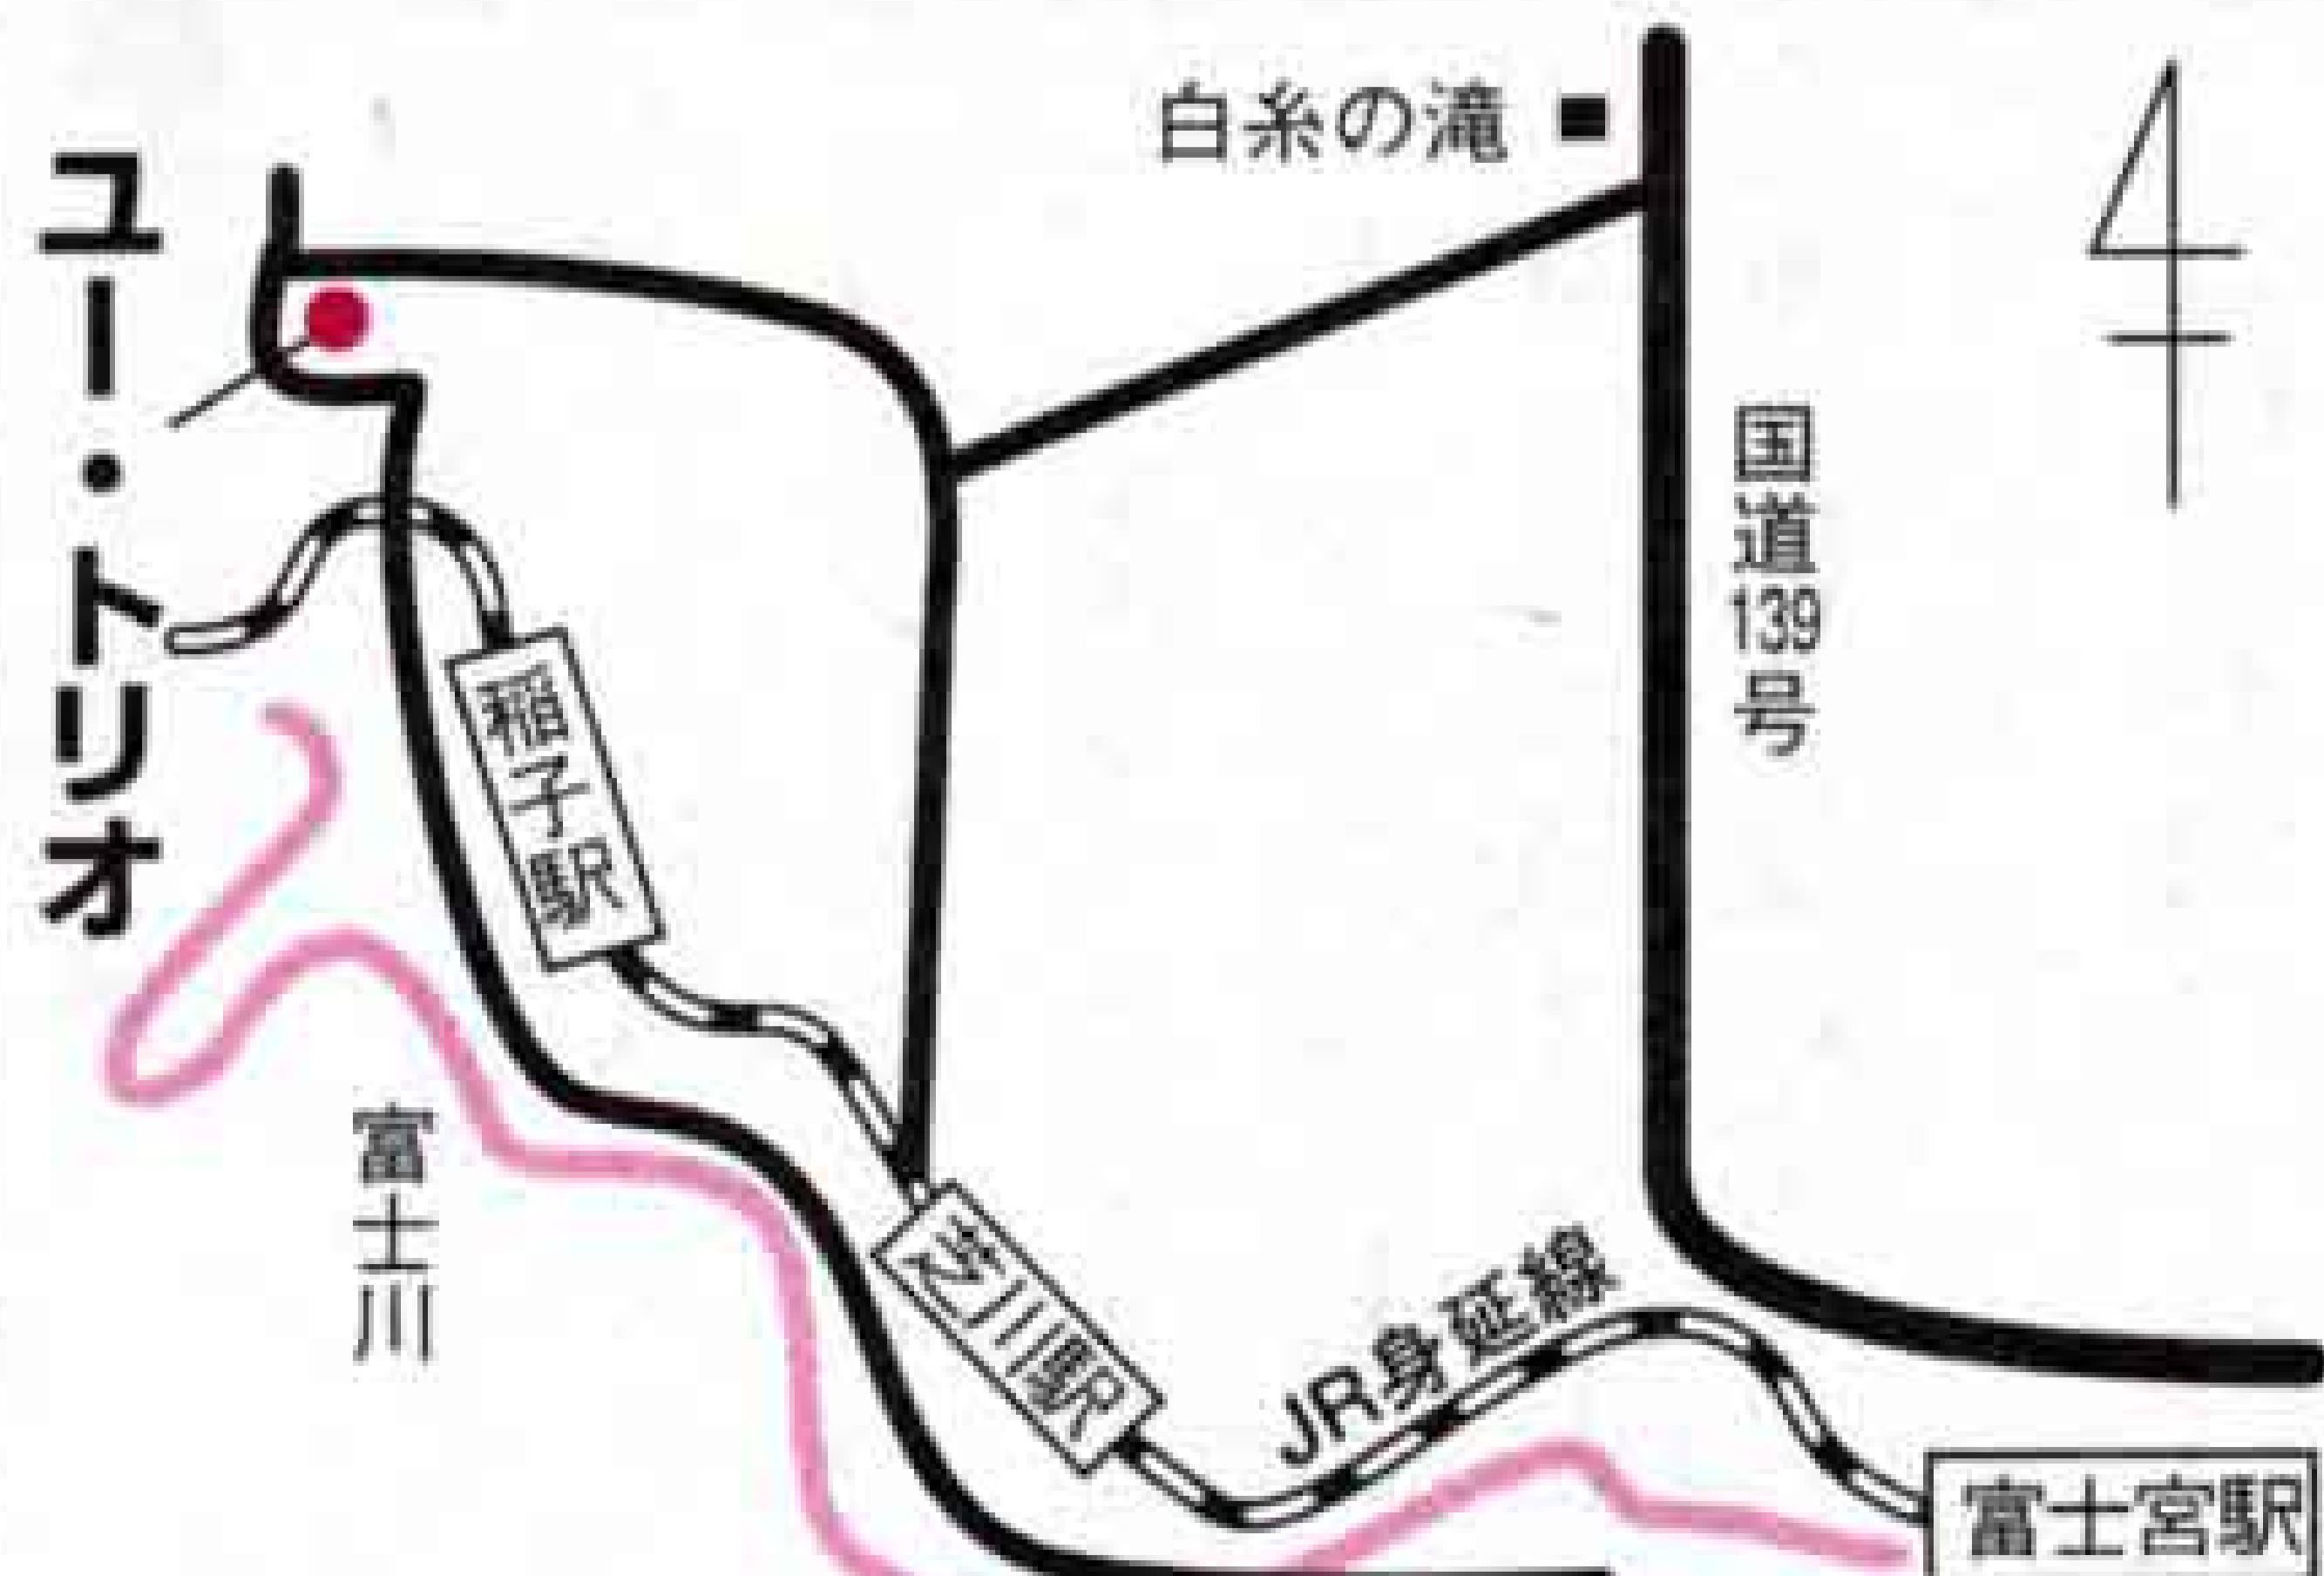 白糸の滝
ユー・トリオ
国道139号
稲子駅
富士川
芝川駅
JR身延線
富士宮駅